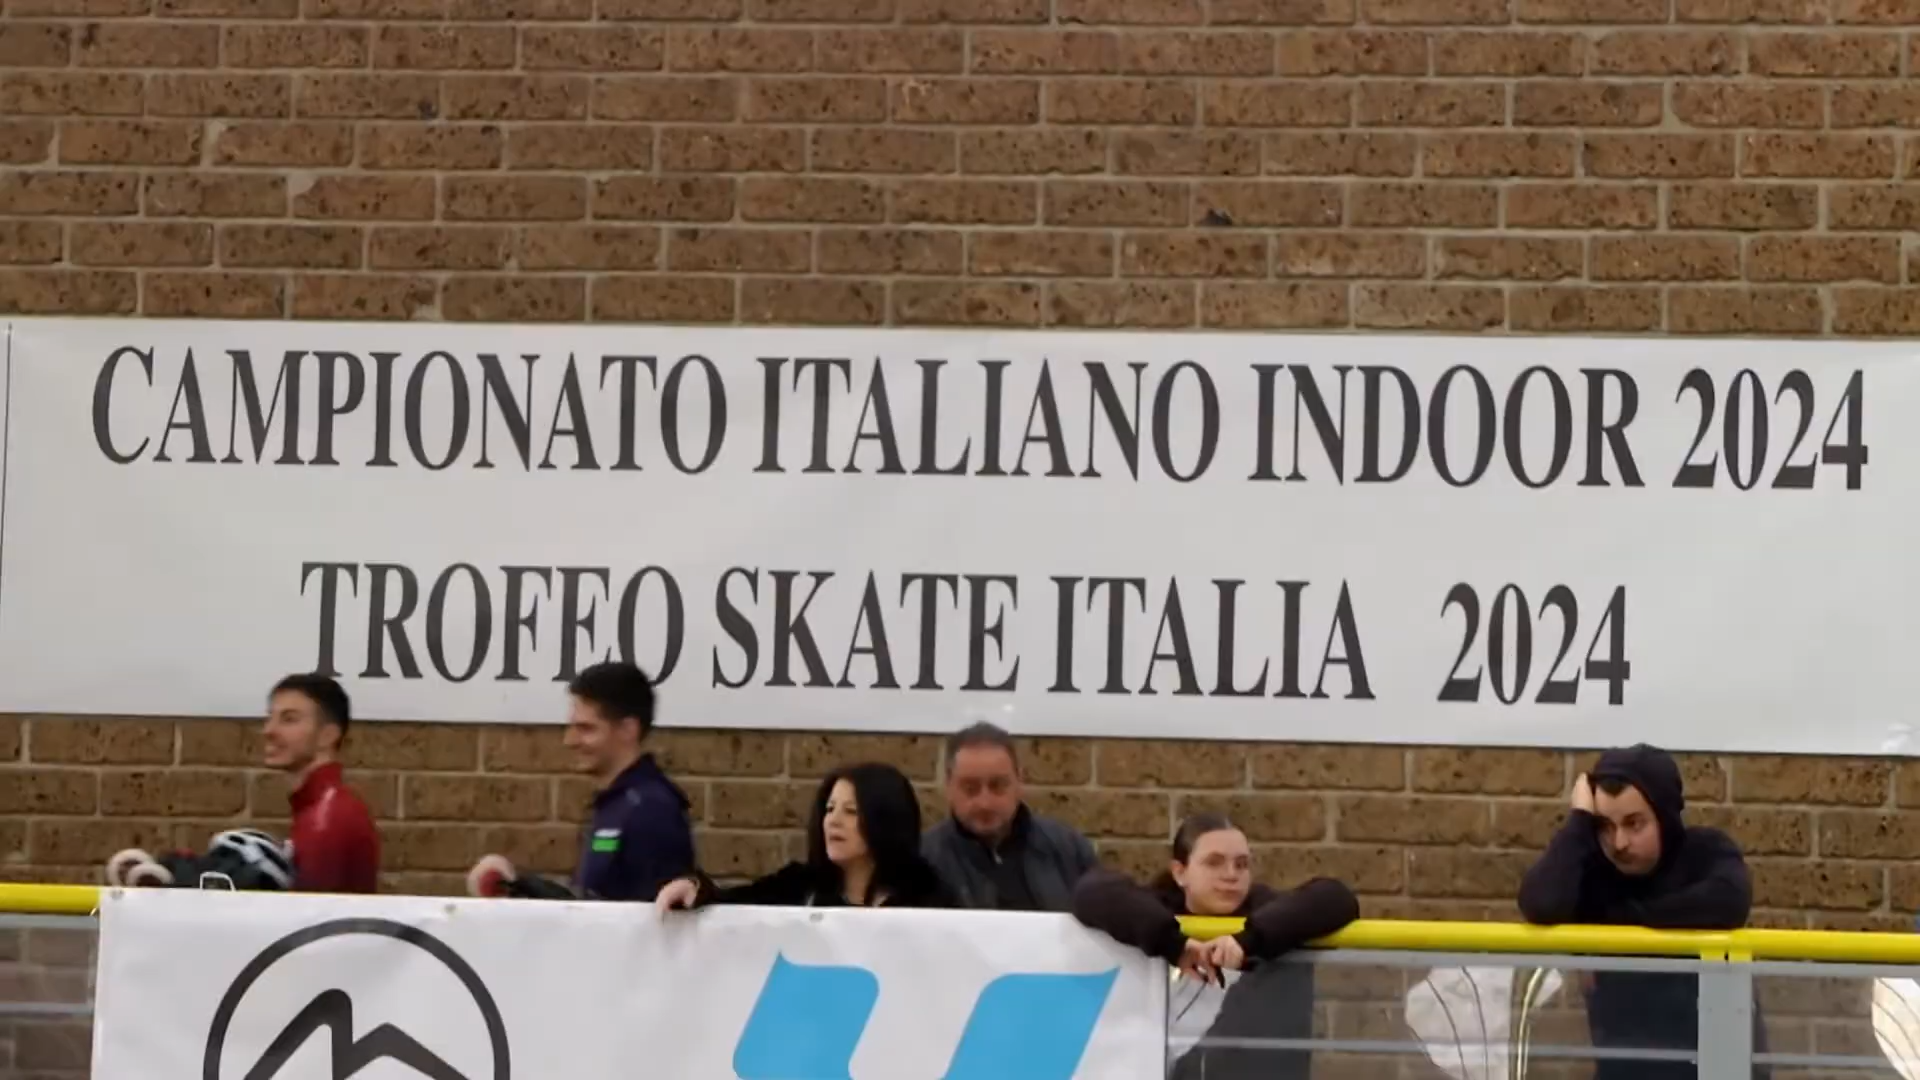 CAMPIONATO ITALIANO INDOOR 2024
TROFEO SKATE ITALIA 2024